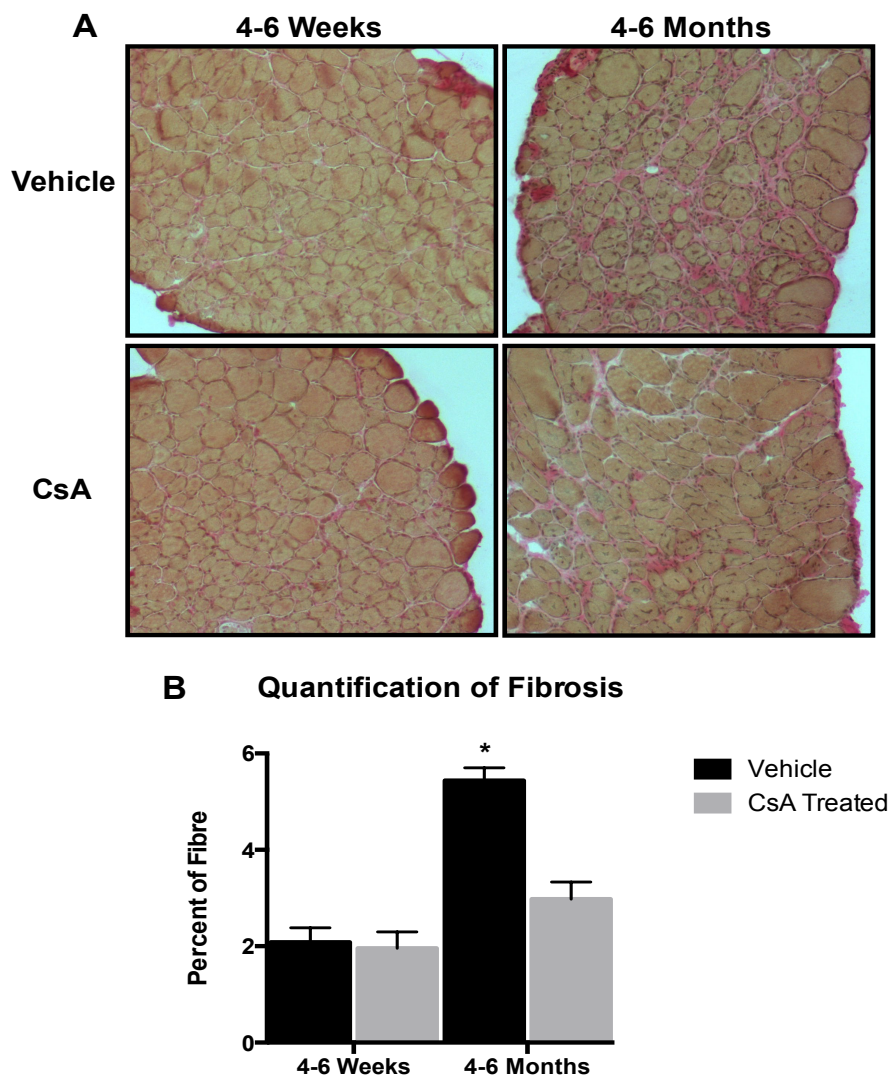 A
4-6 Weeks
4-6 Months
Vehicle
CsA
B
Quantification of Fibrosis
Percent of Fibre
6
4
2
0
*
4-6 Weeks
4-6 Months
Vehicle
CsA Treated